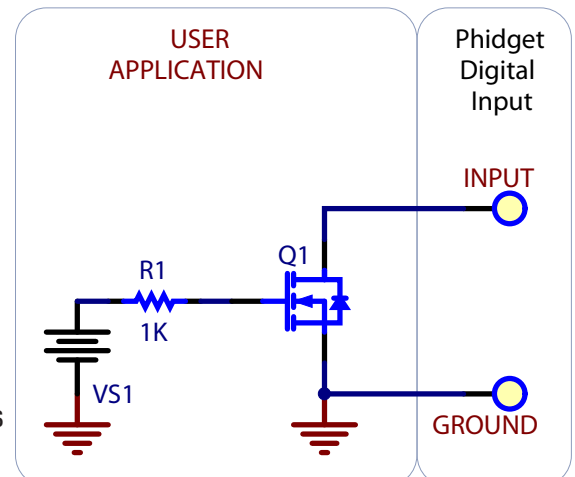 USER
APPLICATION
Phidget
Digital
Input
INPUT
Q1
R1
1K
VS1
s
GROUND